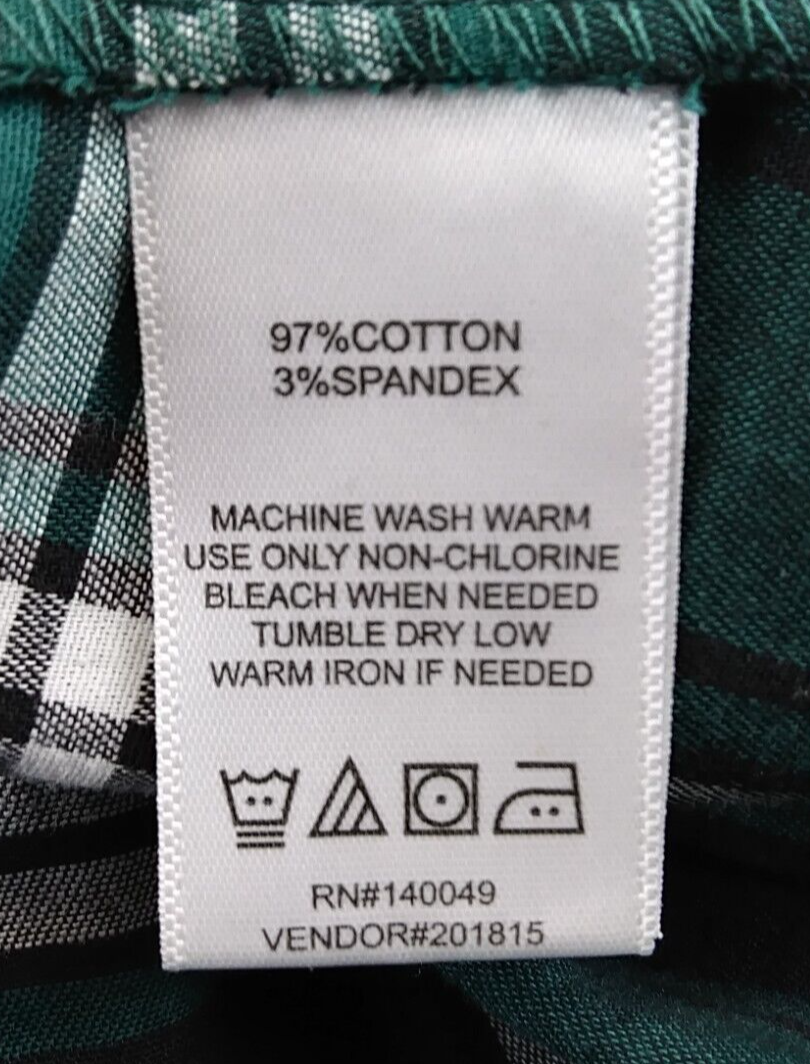 97%COTTON
3%SPANDEX
MACHINE WASH WARM
USE ONLY NON-CHLORINE
BLEACH WHEN NEEDED
TUMBLE DRY LOW
WARM IRON IF NEEDED
RN#140049
VENDOR#201815